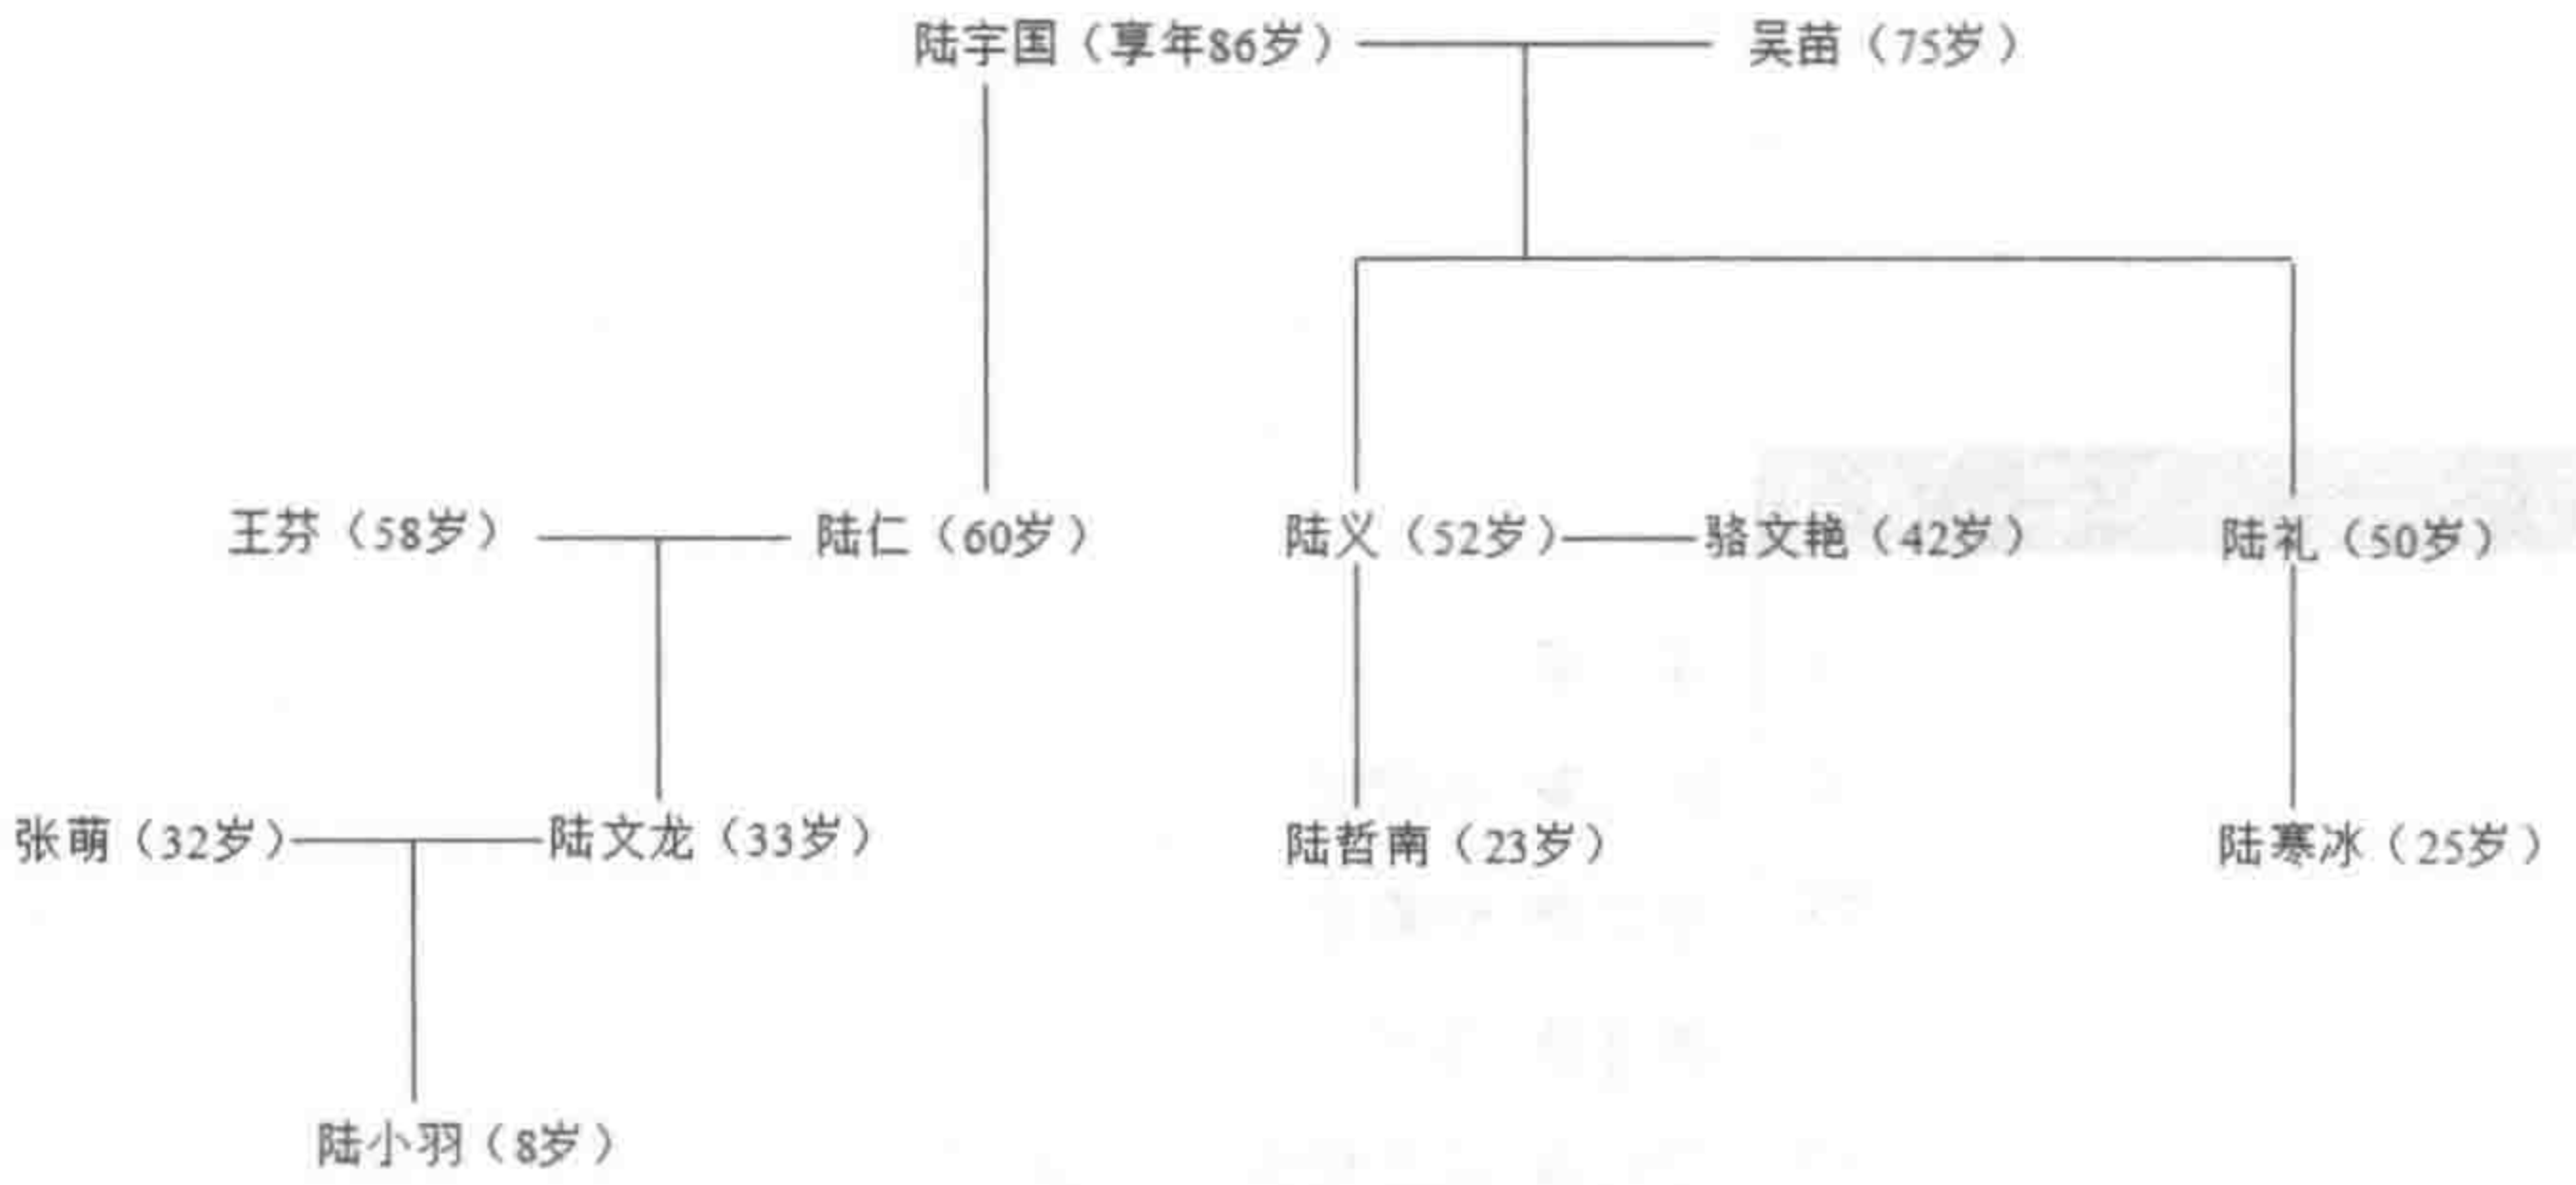 陆宇国（享年86岁） 吴苗（75岁）
王芬（58岁） 陆仁（60岁） 陆义（52岁） 骆文艳（42岁） 陆礼（50岁）
张萌（32岁） 陆文龙（33岁） 陆哲南（23岁） 陆寒冰（25岁）
陆小羽（8岁）